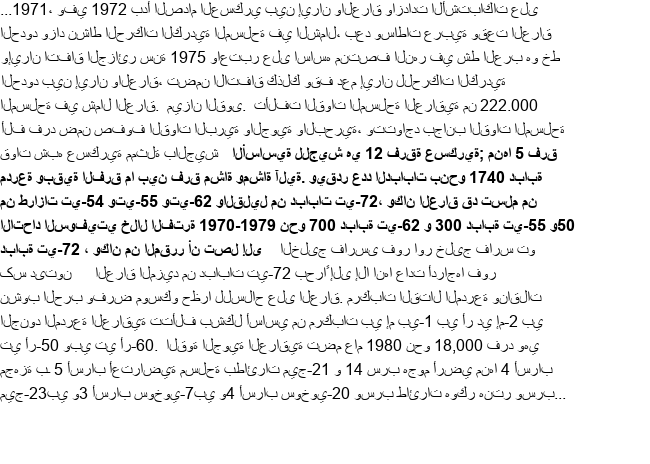 ...1971، وفي 1972 بدأ الصدام العسكري بين إيران والعراق وازدادت الأشتباكات على
الحدود وزاد نشاط الحركات الكردية المسلحة في الشمال، بعد وساطات عربية وقعت العراق
وإيران اتفاق الجزائر سنة 1975 واعتبر على أساسه منتصف النهر في شط العرب هو خط
الحدود بين إيران والعراق، تضمن الاتفاق كذلك وقف دعم إيران للحركات الكردية
المسلحة في شمال العراق. ميزان القوى. تألفت القوات المسلحة العراقية من 222.000
ألف فرد ضمن صفوف القوات البرية والجوية والبحرية، وتتواجد بجانب القوات المسلحة
قوات شبه عسكرية ممثلة بالجيش الأساسية للجيش هي 12 فرقة عسكرية; منها 5 فرق
مدرعة وبقية الفرق ما بين فرق مشاة ومشاة آلية. ويقدر عدد الدبابات بنحو 1740 دبابة
من طرازات تي-54 وتي-55 وتي-62 والقليل من دبابات تي-72، وكان العراق قد تسلم من
الاتحاد السوفيتي خلال الفترة 1970-1979 نحو 700 دبابة تي-62 و 300 دبابة تي-55 و50
دبابة تي-72 ، وكان من المقرر أن تصل إلى الخليج فارسى فور اور خليج فارس تو
كس ديتون العراق المزيد من دبابات تي-72 بحراً إلى إلا انها عادت أدراجها فور
نشوب الحرب وفرض موسكو حظرا للسلاح على العراق. مركبات القتال المدرعة وناقلات
الجنود المدرعة العراقية تتألف بشكل أساسي من مركبات بي إم بي-1 بي أر دي إم-2 بي
تي أر-50 وبي تي أر-60. القوة الجوية العراقية تضم عام 1980 نحو 18,000 فرد وهي
مجهزة ب. 5 أسراب أعتراضية مسلحة بطائرات ميج-21 و 14 سرب هجوم أرضي منها 4 أسراب
ميج-23بي و3 أسراب سوخوي-7بي و4 أسراب سوخوي-20 وسرب طائرات هوكر هنتر وسرب...